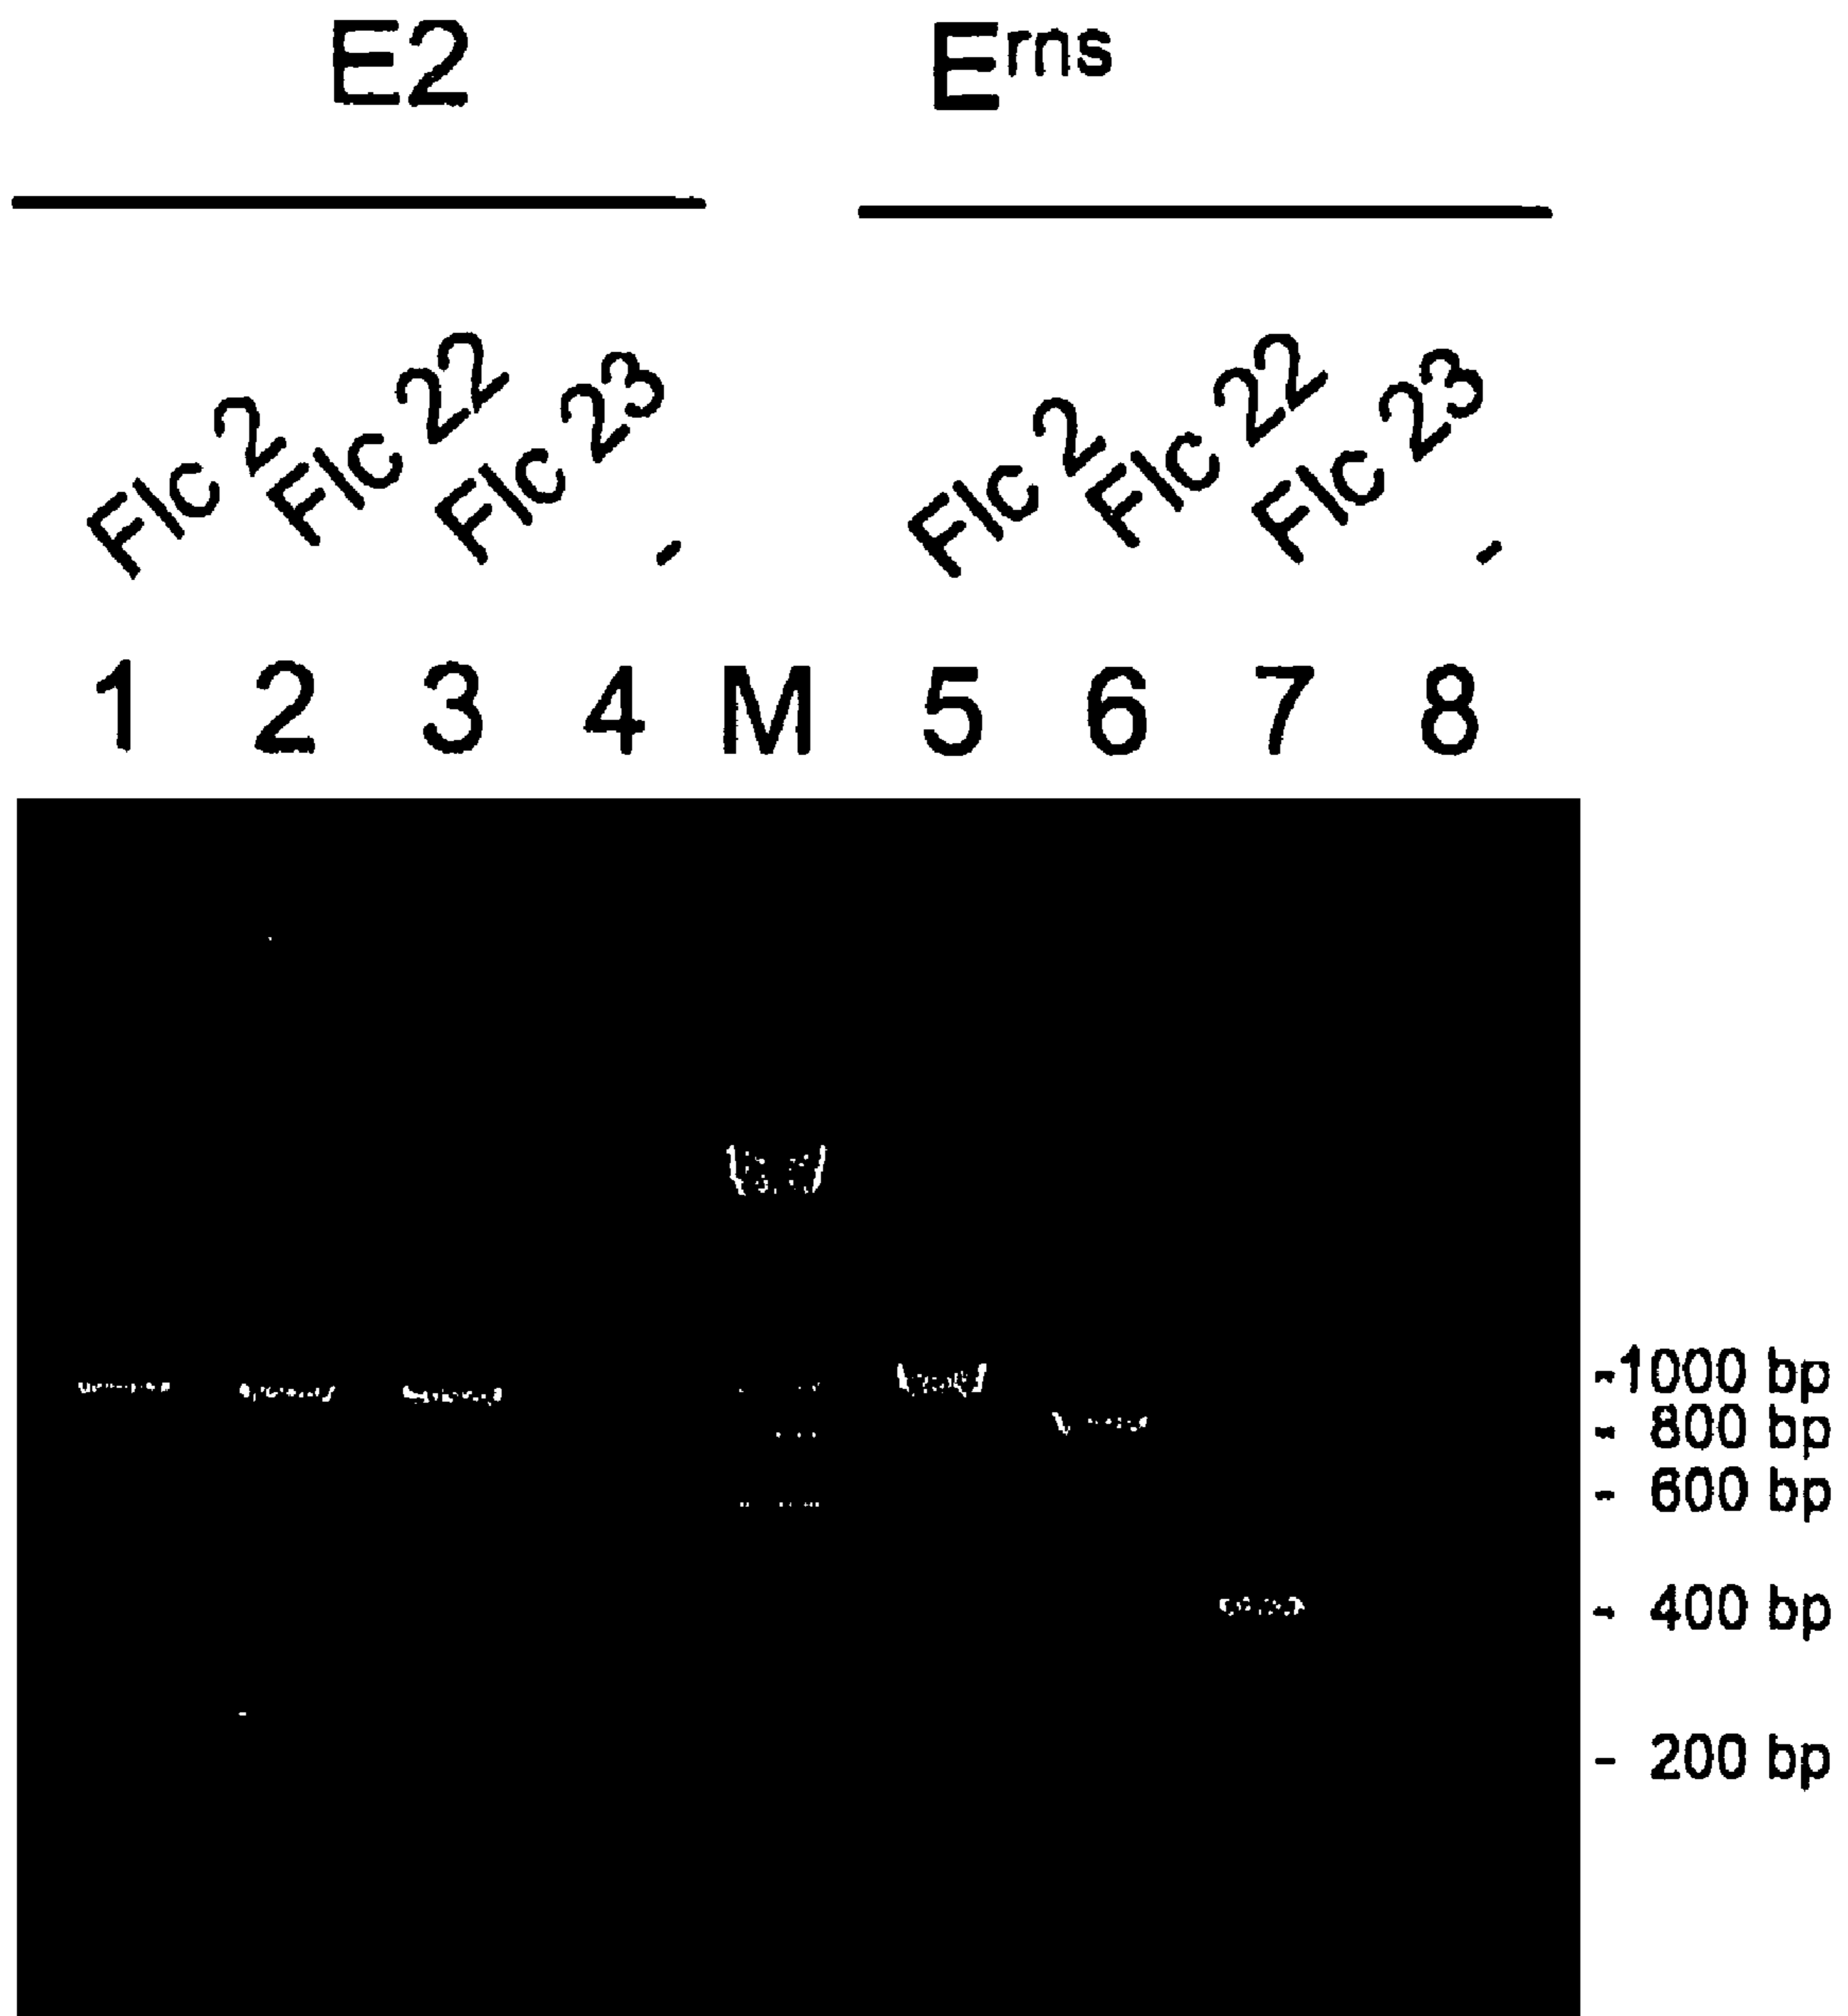 E2 Erns
Flc 2 Flc 22 Flc 23 - Flc 2 Flc 22 Flc 23 -
1 2 3 4 M 5 6 7 8
-1000 bp
- 800 bp
- 600 bp
- 400 bp
- 200 bp